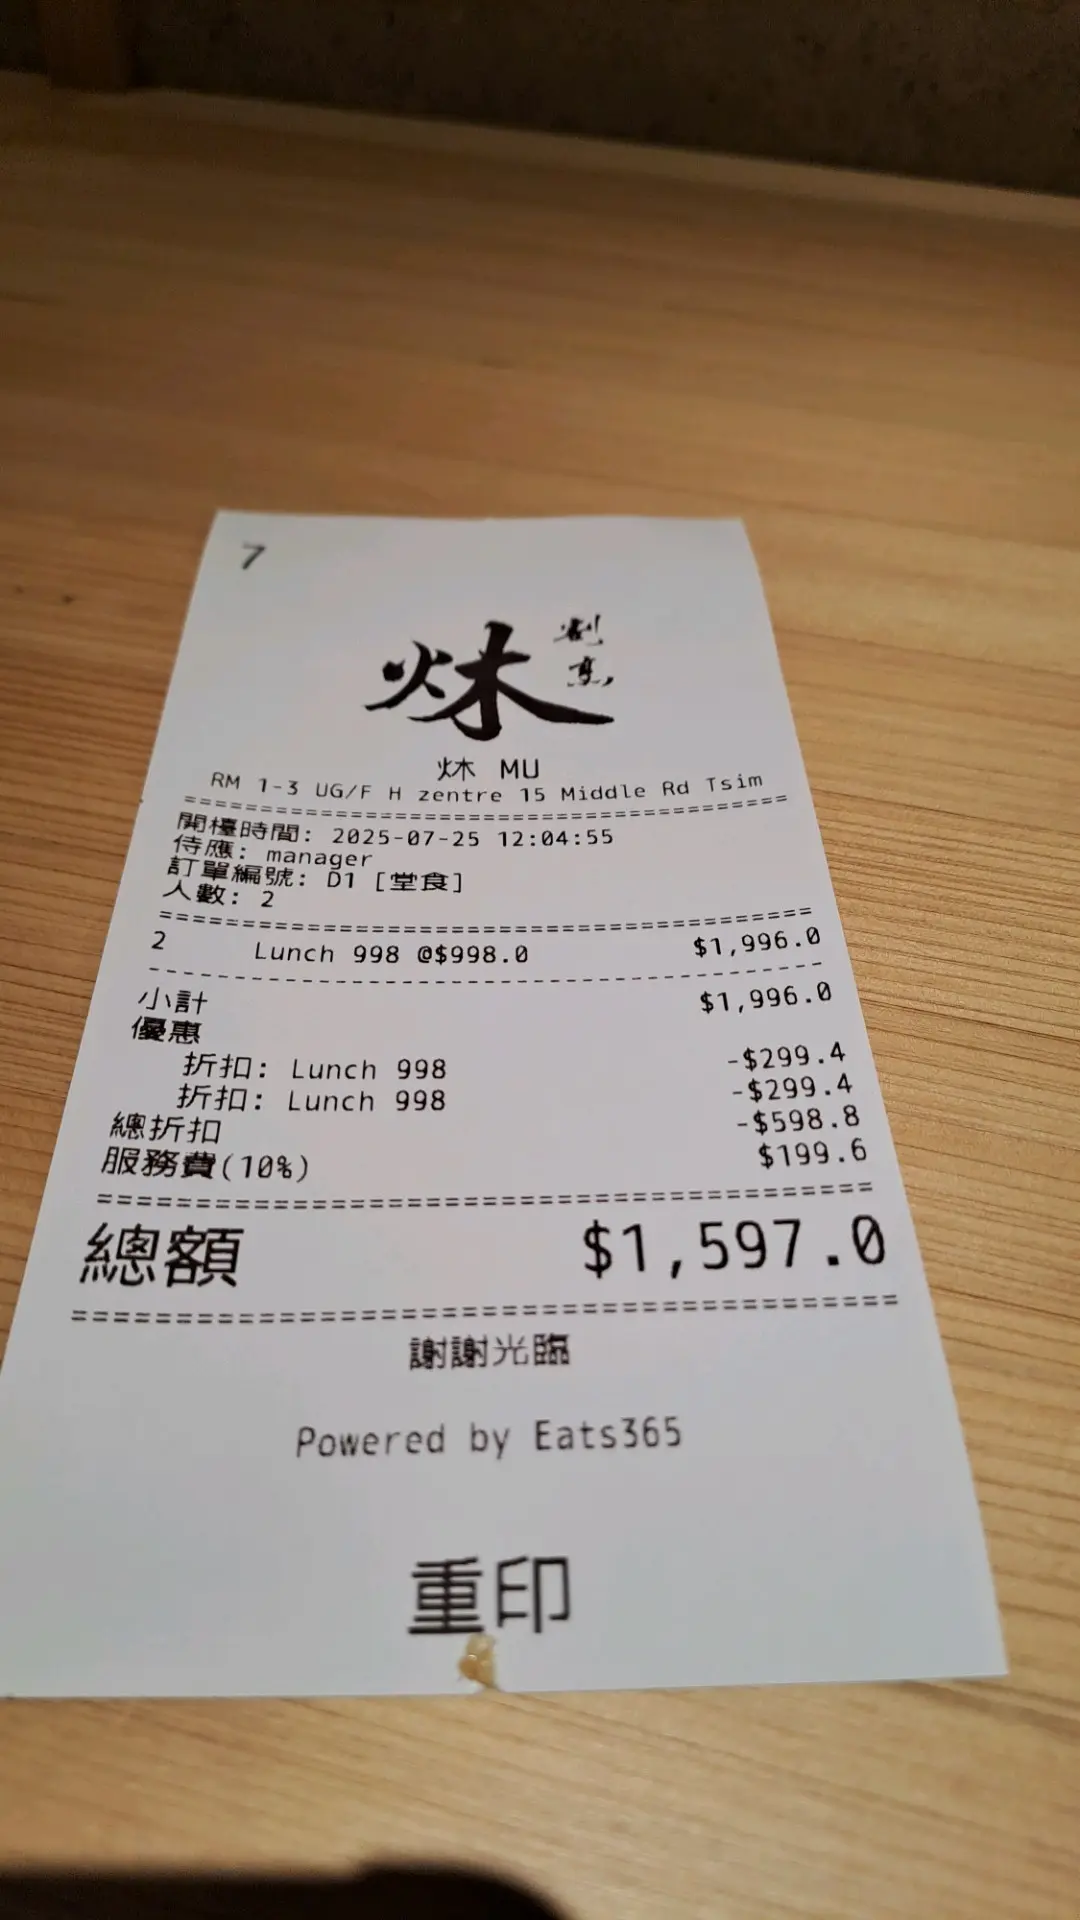 7
割
烹
炑
炑 MU
RM 1-3 UG/F H zentre 15 Middle Rd Tsim
========================================
開檯時間: 2025-07-25 12:04:55
侍應: manager
訂單編號: D1 [堂食]
人數: 2
========================================
2 Lunch 998 @$998.0 $1,996.0
----------------------------------------
小計 $1,996.0
優惠
折扣: Lunch 998 -$299.4
折扣: Lunch 998 -$299.4
總折扣 -$598.8
服務費(10%) $199.6
========================================
總額 $1,597.0
========================================
謝謝光臨
Powered by Eats365
重印